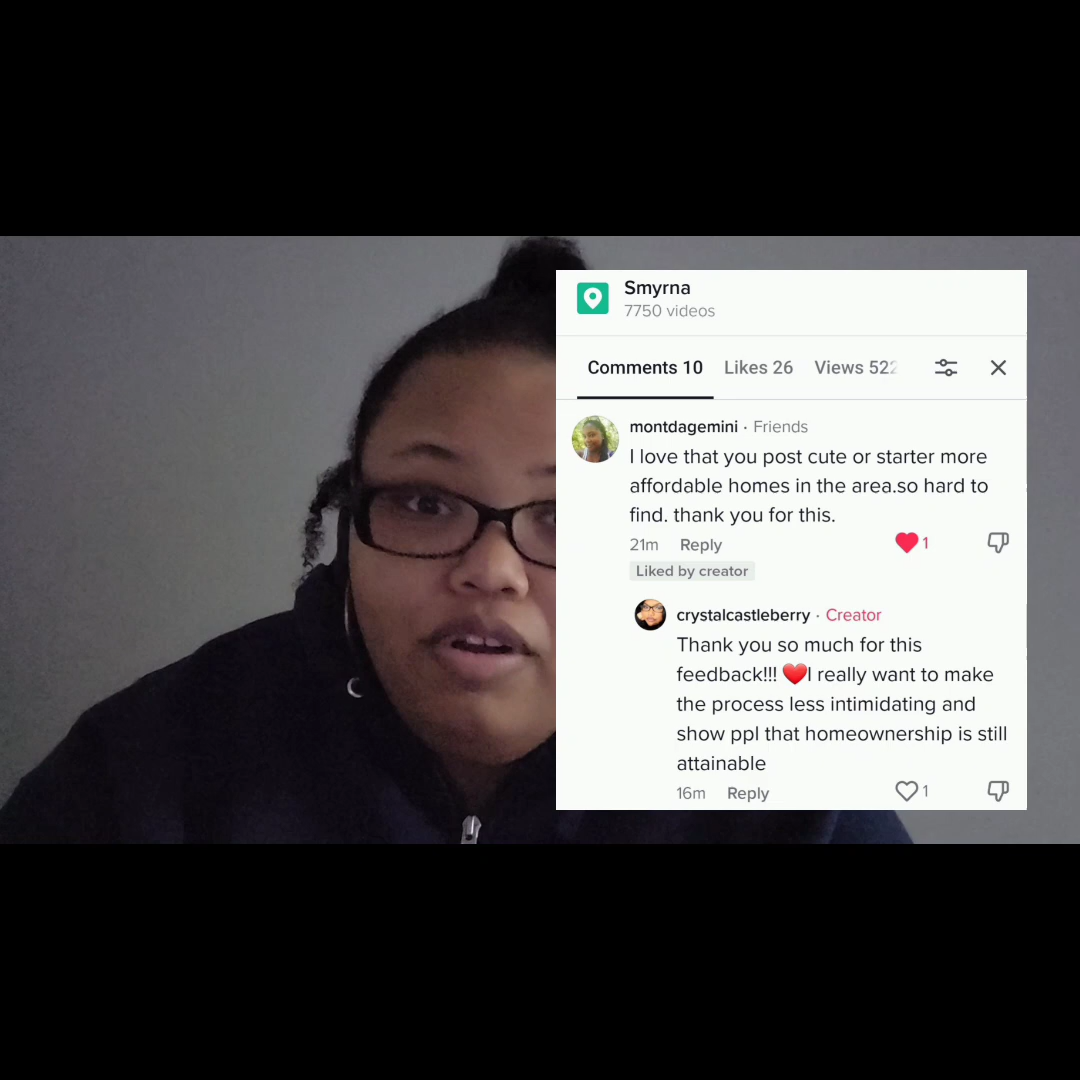 Smyrna
7750 videos
Comments 10 Likes 26 Views 522
montdagemini · Friends
I love that you post cute or starter more
affordable homes in the area.so hard to
find. thank you for this.
21m Reply 1
Liked by creator
crystalcastleberry · Creator
Thank you so much for this
feedback!!! ❤️I really want to make
the process less intimidating and
show ppl that homeownership is still
attainable
16m Reply 1